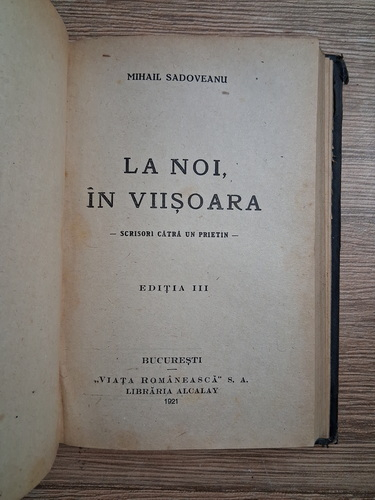 MIHAIL SADOVEANU
LA NOI,
ÎN VIIȘOARA
— SCRISORI CĂTRĂ UN PRIETIN —
EDIȚIA III
BUCUREȘTI
„VIAȚA ROMÂNEASCĂ" S. A.
LIBRĂRIA ALCALAY
1921